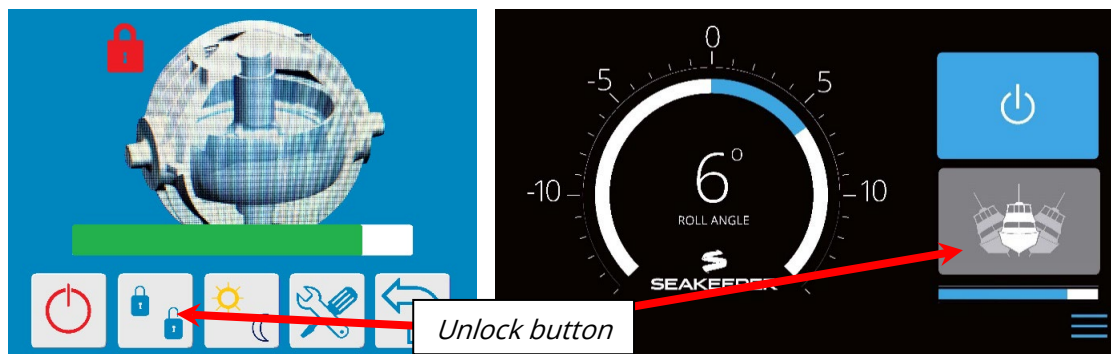 0
-5 5
-10 10
6°
ROLL ANGLE
SEAKEEPER
Unlock button